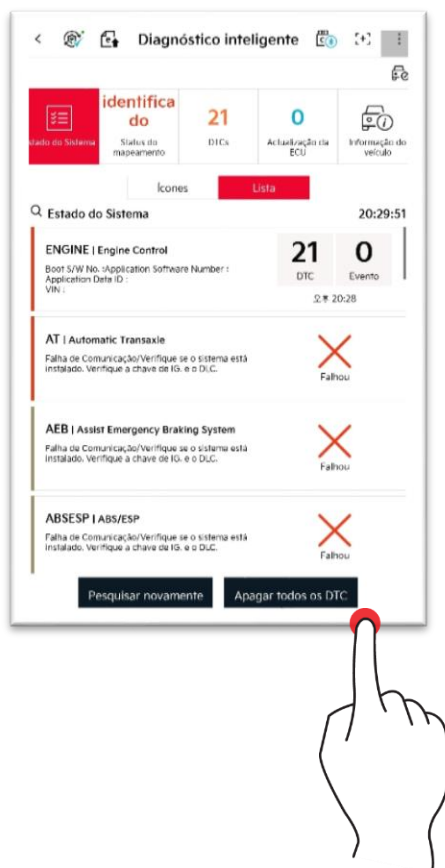 Diagnóstico inteligente
identifica
do
21
0
stado do Sistema
Status do
mapeamento
DTCs
Actualização da
ECU
Informação do
veículo
Ícones
Lista
Estado do Sistema
20:29:51
ENGINE | Engine Control
Boot S/W No. :Application Software Number :
Application Data ID :
VIN :
21
0
DTC
Evento
오후 20:28
AT | Automatic Transaxle
Falha de Comunicação/Verifique se o sistema está
instalado. Verifique a chave de IG. e o DLC.
Falhou
AEB | Assist Emergency Braking System
Falha de Comunicação/Verifique se o sistema está
instalado. Verifique a chave de IG. e o DLC.
Falhou
ABSESP | ABS/ESP
Falha de Comunicação/Verifique se o sistema está
instalado. Verifique a chave de IG. e o DLC.
Falhou
Pesquisar novamente
Apagar todos os DTC